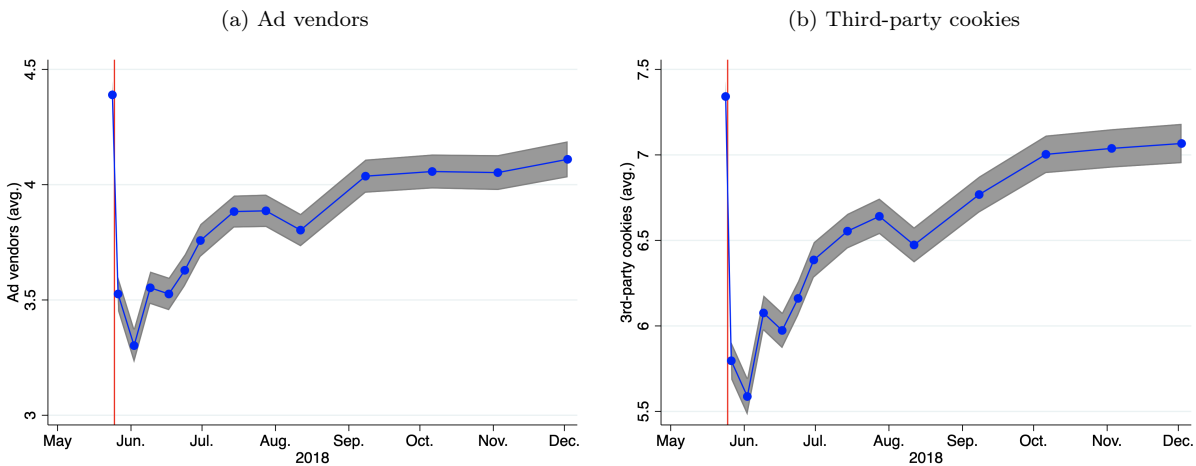 (a) Ad vendors
Ad vendors (avg.)
4.5
4
3.5
3
May Jun. Jul. Aug. Sep. Oct. Nov. Dec.
2018
(b) Third-party cookies
3rd-party cookies (avg.)
7.5
7
6.5
6
5.5
May Jun. Jul. Aug. Sep. Oct. Nov. Dec.
2018